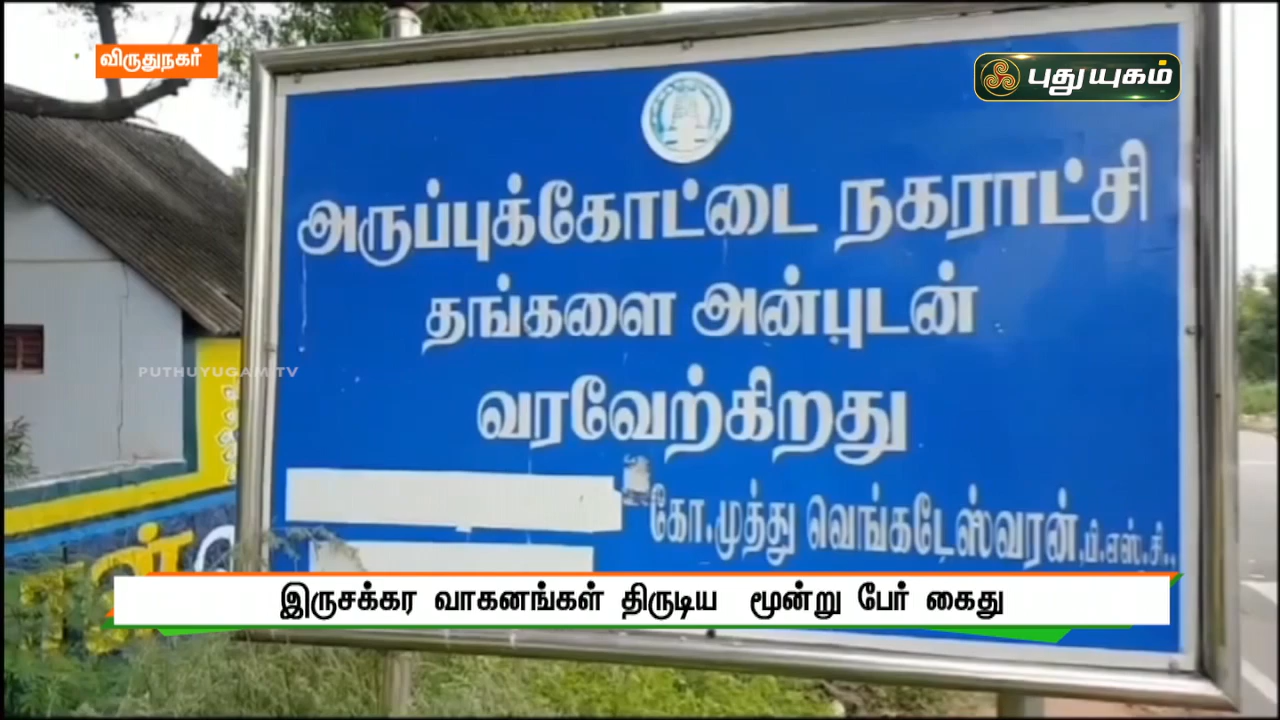 விருதுநகர்
புதுயுகம்
அருப்புக்கோட்டை நகராட்சி
தங்களை அன்புடன்
வரவேற்கிறது
PUTHUYUGAM TV
கோ.முத்து வெங்கடேஸ்வரன்,பி.எஸ்.சி.,
இருசக்கர வாகனங்கள் திருடிய மூன்று பேர் கைது